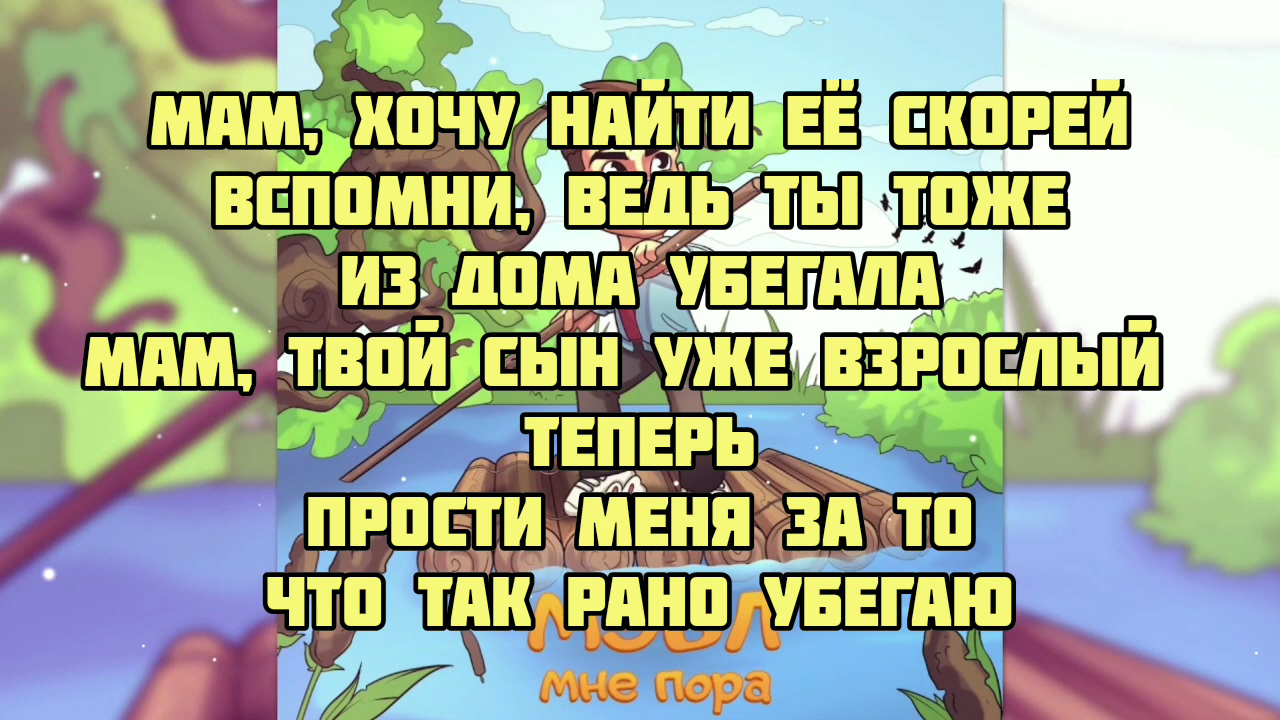 МАМ, ХОЧУ НАЙТИ ЕЁ СКОРЕЙ
ВСПОМНИ, ВЕДЬ ТЫ ТОЖЕ
ИЗ ДОМА УБЕГАЛА
МАМ, ТВОЙ СЫН УЖЕ ВЗРОСЛЫЙ
ТЕПЕРЬ
ПРОСТИ МЕНЯ ЗА ТО
ЧТО ТАК РАНО УБЕГАЮ
мне пора